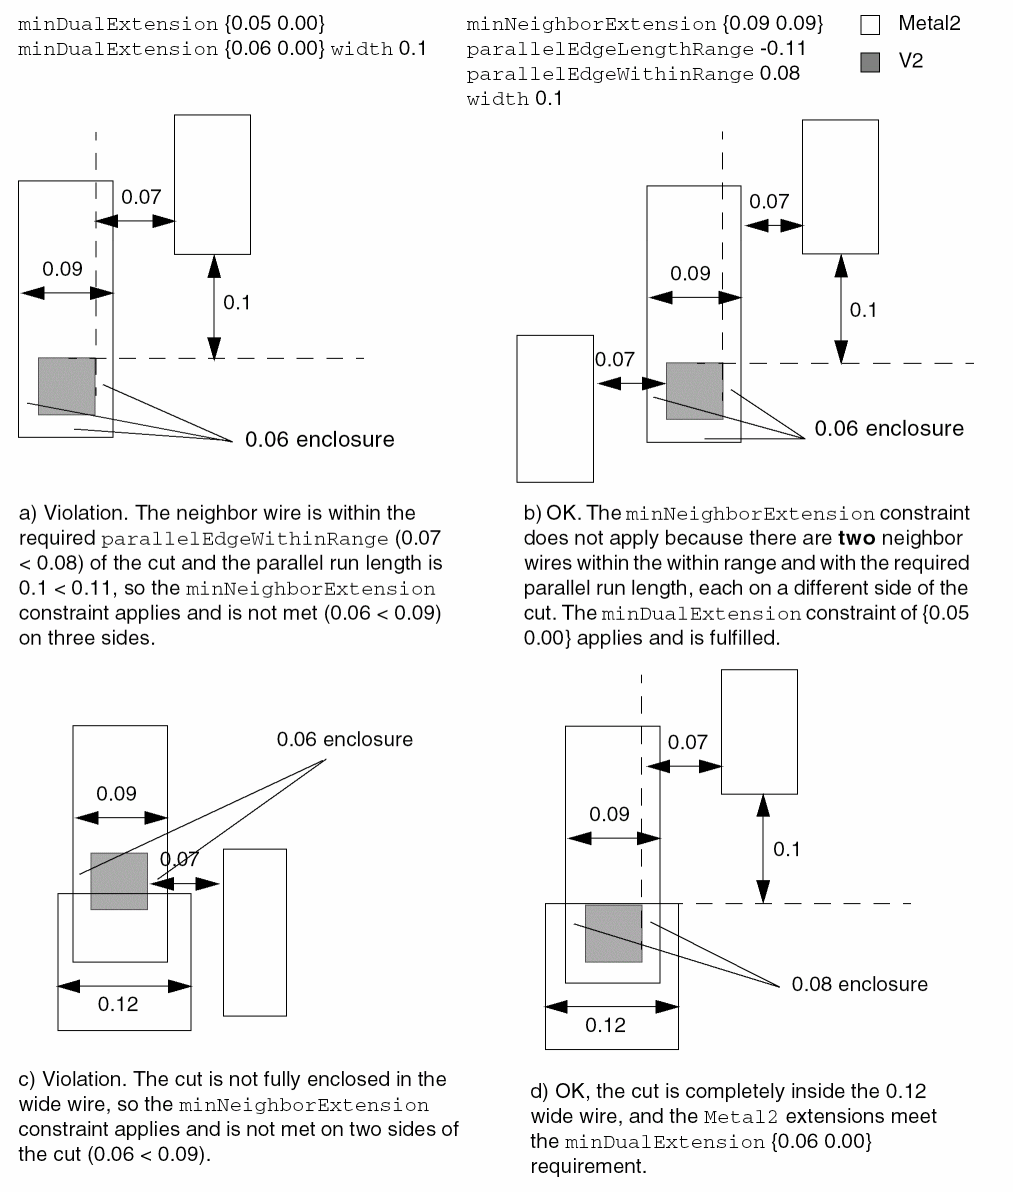 minDualExtension {0.05 0.00}
minDualExtension {0.06 0.00} width 0.1
minNeighborExtension {0.09 0.09}
parallelEdgeLengthRange -0.11
parallelEdgeWithinRange 0.08
width 0.1
Metal2
V2
0.07
0.09
0.1
0.06 enclosure
0.07
0.09
0.1
0.07
0.06 enclosure
a) Violation. The neighbor wire is within the
required parallelEdgeWithinRange (0.07
< 0.08) of the cut and the parallel run length is
0.1 < 0.11, so the minNeighborExtension
constraint applies and is not met (0.06 < 0.09)
on three sides.
b) OK. The minNeighborExtension constraint
does not apply because there are two neighbor
wires within the within range and with the required
parallel run length, each on a different side of the
cut. The minDualExtension constraint of {0.05
0.00} applies and is fulfilled.
0.06 enclosure
0.09
0.07
0.12
0.07
0.09
0.1
0.08 enclosure
0.12
c) Violation. The cut is not fully enclosed in the
wide wire, so the minNeighborExtension
constraint applies and is not met on two sides of
the cut (0.06 < 0.09).
d) OK, the cut is completely inside the 0.12
wide wire, and the Metal2 extensions meet
the minDualExtension {0.06 0.00}
requirement.